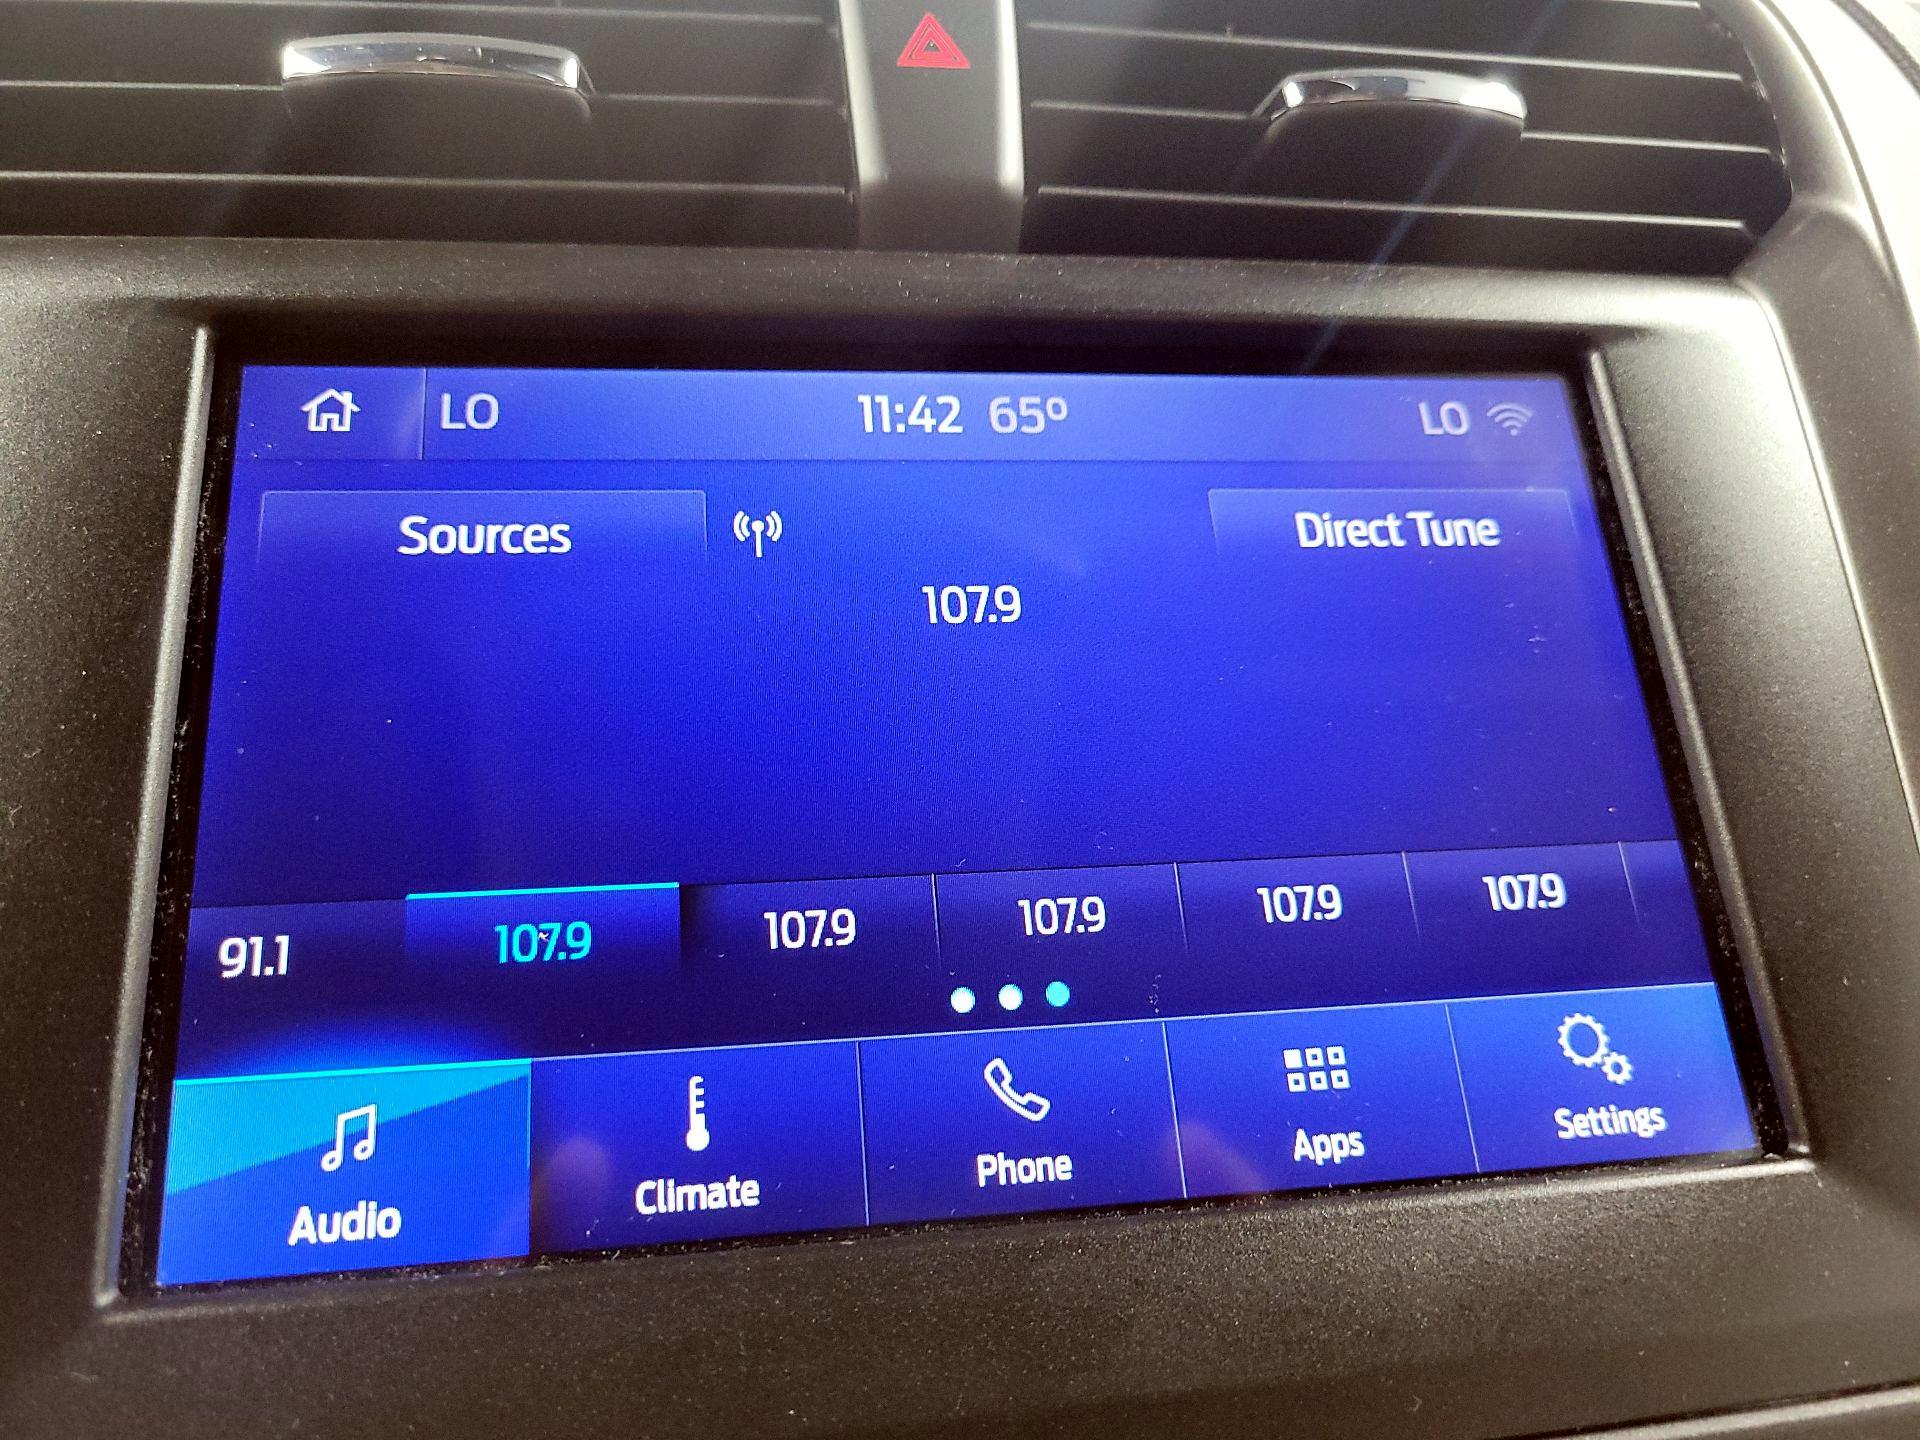 LO 11:42 65º LO
Sources Direct Tune
107.9
91.1 107.9 107.9 107.9 107.9 107.9
Audio Climate Phone Apps Settings